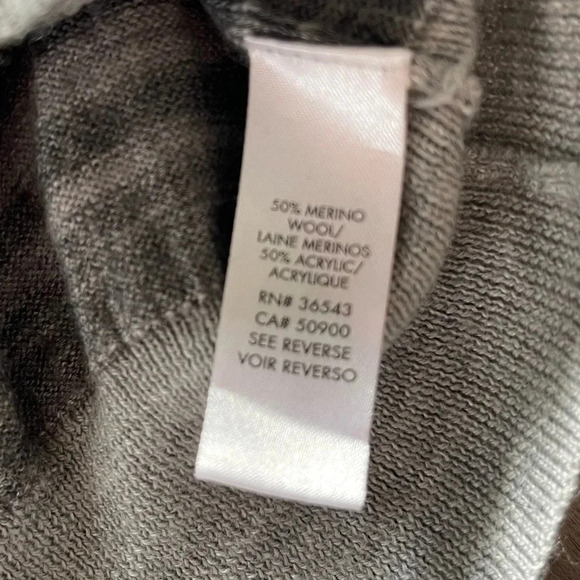 50% MERINO
WOOL/
LAINE MERINOS
50% ACRYLIC/
ACRYLIQUE
RN# 36543
CA# 50900
SEE REVERSE
VOIR REVERSO